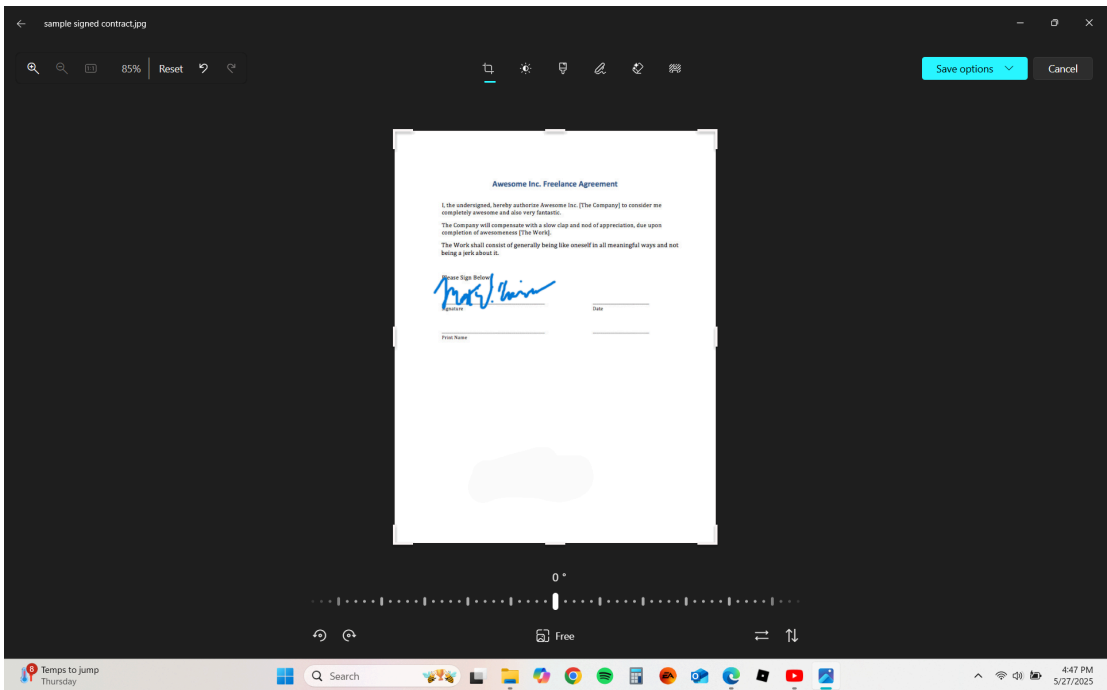 sample signed contract.jpg
85% Reset
Save options
Cancel
Awesome Inc. Freelance Agreement
I, the undersigned, hereby authorize Awesome Inc. [The Company] to consider me
completely awesome and also very fantastic.
The Company will compensate with a slow clap and nod of appreciation, due upon
completion of awesomeness [The Work].
The Work shall consist of generally being like oneself in all meaningful ways and not
being a jerk about it.
Please Sign Below
Signature Date
Print Name
0 °
Free
8
Temps to jump
Thursday
Search
4:47 PM
5/27/2025